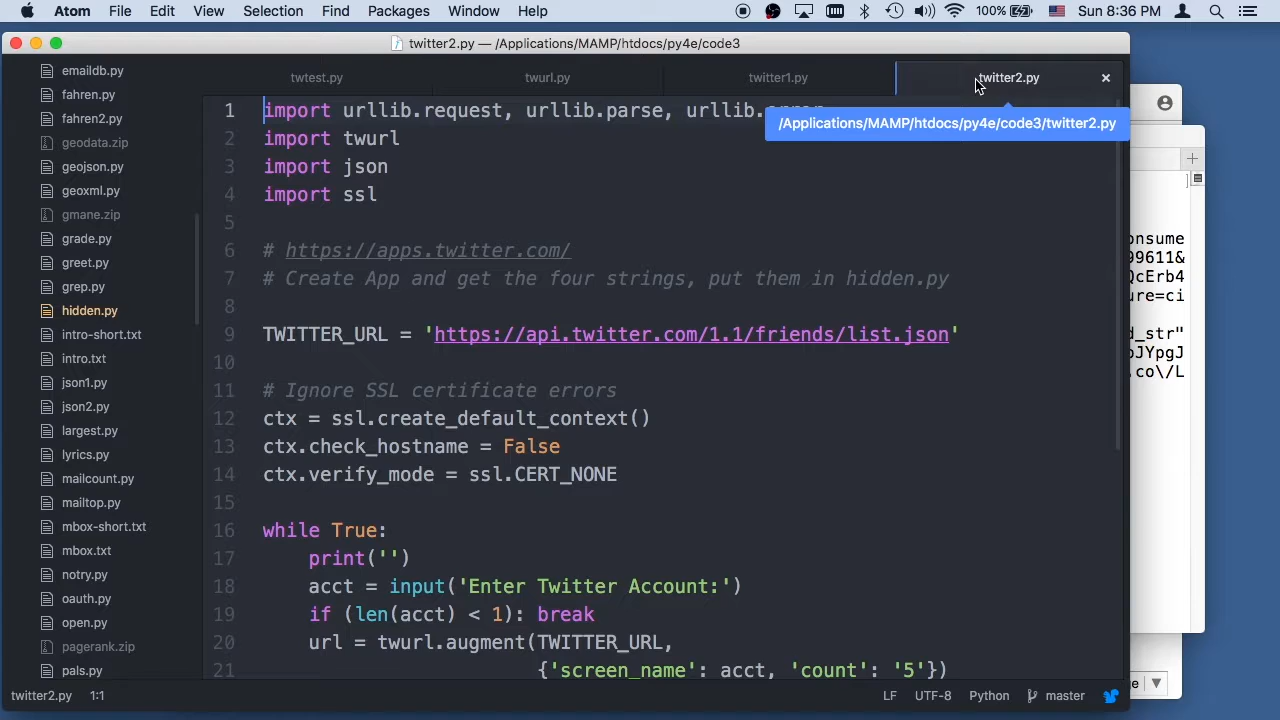 Atom File Edit View Selection Find Packages Window Help 100% Sun 8:36 PM
twitter2.py — /Applications/MAMP/htdocs/py4e/code3
emaildb.py
fahren.py
fahren2.py
geodata.zip
geojson.py
geoxml.py
gmane.zip
grade.py
greet.py
grep.py
hidden.py
intro-short.txt
intro.txt
json1.py
json2.py
largest.py
lyrics.py
mailcount.py
mailtop.py
mbox-short.txt
mbox.txt
notry.py
oauth.py
open.py
pagerank.zip
pals.py
twtest.py twurl.py twitter1.py twitter2.py
/Applications/MAMP/htdocs/py4e/code3/twitter2.py
1 import urllib.request, urllib.parse,
2 import twurl
3 import json
4 import ssl
5
6 # https://apps.twitter.com/
7 # Create App and get the four strings, put them in hidden.py
8
9 TWITTER_URL = 'https://api.twitter.com/1.1/friends/list.json'
10
11 # Ignore SSL certificate errors
12 ctx = ssl.create_default_context()
13 ctx.check_hostname = False
14 ctx.verify_mode = ssl.CERT_NONE
15
16 while True:
17 print('')
18 acct = input('Enter Twitter Account:')
19 if (len(acct) < 1): break
20 url = twurl.augment(TWITTER_URL,
21 {'screen_name': acct, 'count': '5'})
onsume
99611&
QcErb4
ure=ci
d_str"
JYpgJ
.co\/L
twitter2.py 1:1 LF UTF-8 Python master